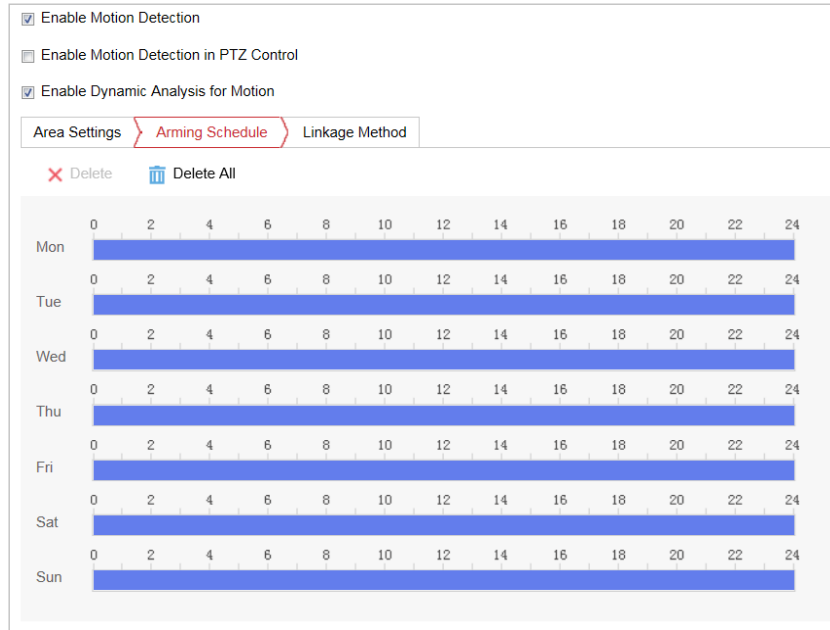 Enable Motion Detection
Enable Motion Detection in PTZ Control
Enable Dynamic Analysis for Motion
Area Settings Arming Schedule Linkage Method
Delete Delete All
0 2 4 6 8 10 12 14 16 18 20 22 24
Mon
0 2 4 6 8 10 12 14 16 18 20 22 24
Tue
0 2 4 6 8 10 12 14 16 18 20 22 24
Wed
0 2 4 6 8 10 12 14 16 18 20 22 24
Thu
0 2 4 6 8 10 12 14 16 18 20 22 24
Fri
0 2 4 6 8 10 12 14 16 18 20 22 24
Sat
0 2 4 6 8 10 12 14 16 18 20 22 24
Sun